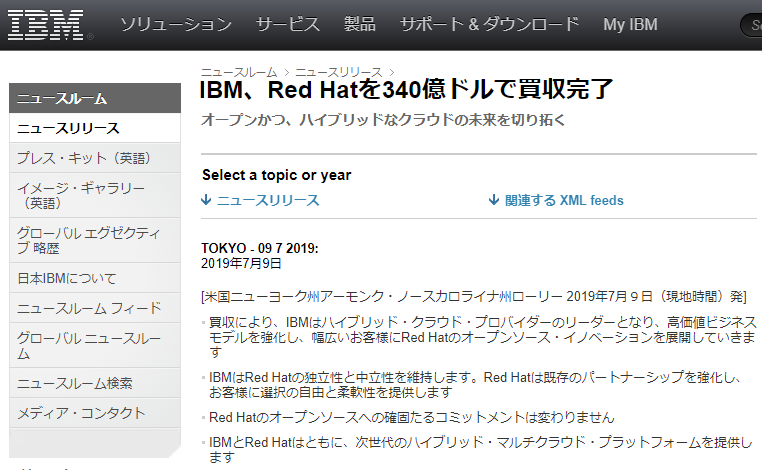 IBM®
ソリューション サービス 製品 サポート & ダウンロード My IBM
ニュースルーム > ニュースリリース >
IBM、Red Hatを340億ドルで買収完了
オープンかつ、ハイブリッドなクラウドの未来を切り拓く
ニュースルーム
ニュースリリース
プレス・キット（英語）
イメージ・ギャラリー
（英語）
グローバル エグゼクティ
ブ 略歴
日本IBMについて
ニュースルーム フィード
グローバル ニュースルー
ム
ニュースルーム検索
メディア・コンタクト
Select a topic or year
ニュースリリース
関連する XML feeds
TOKYO - 09 7 2019:
2019年7月9日
[米国ニューヨーク州アーモンク・ノースカロライナ州ローリー 2019年7月９日（現地時間）発]
買収により、IBMはハイブリッド・クラウド・プロバイダーのリーダーとなり、高価値ビジネス
モデルを強化し、幅広いお客様にRed Hatのオープンソース・イノベーションを展開していきま
す
IBMはRed Hatの独立性と中立性を維持します。Red Hatは既存のパートナーシップを強化し、
お客様に選択の自由と柔軟性を提供します
Red Hatのオープンソースへの確固たるコミットメントは変わりません
IBMとRed Hatはともに、次世代のハイブリッド・マルチクラウド・プラットフォームを提供し
ます